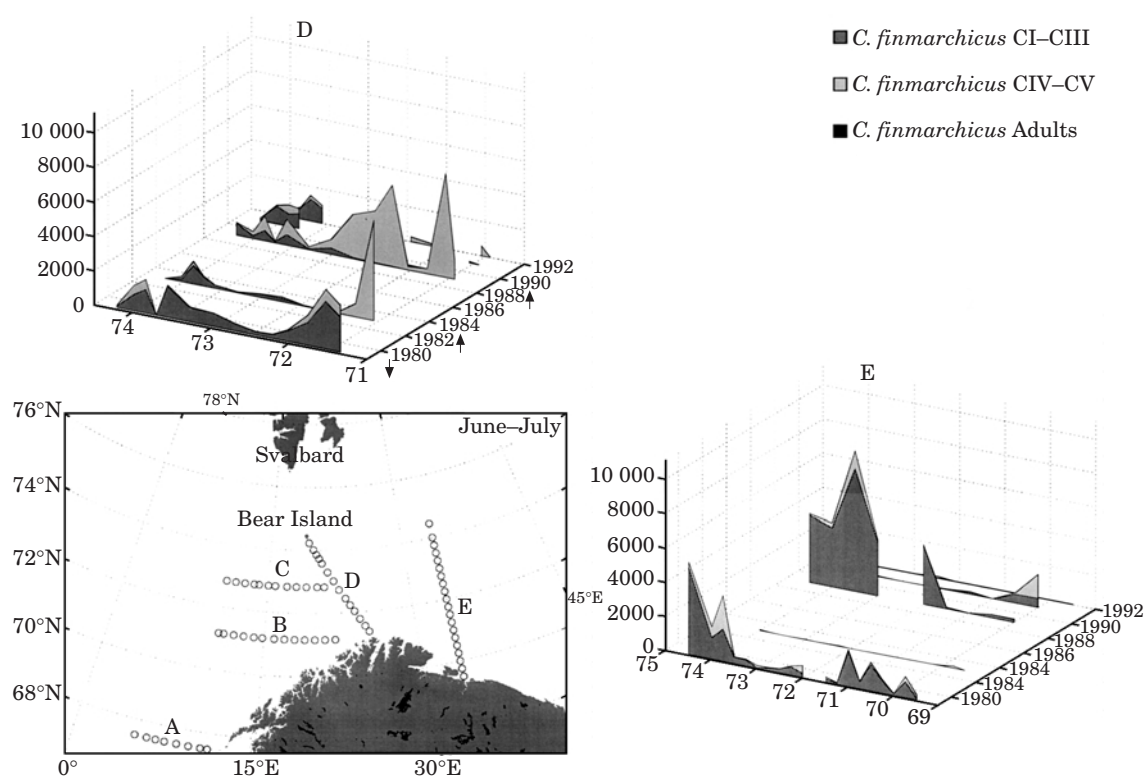 D
C. finmarchicus CI–CIII
C. finmarchicus CIV–CV
C. finmarchicus Adults
10 000
8000
6000
4000
2000
0
74
73
72
71
1980
1982
1984
1986
1988
1990
1992
E
10 000
8000
6000
4000
2000
0
75
74
73
72
71
70
69
1980
1984
1984
1986
1988
1990
1992
78°N
76°N
74°N
72°N
70°N
68°N
June–July
Svalbard
Bear Island
C
D
B
E
A
45°E
0°
15°E
30°E